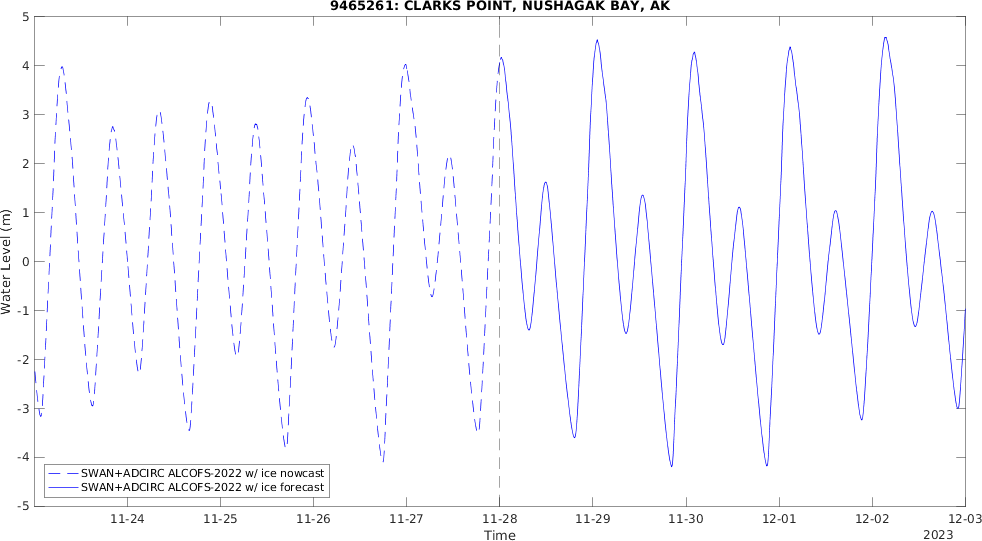 9465261: CLARKS POINT, NUSHAGAK BAY, AK
Water Level (m)
5
4
3
2
1
0
-1
-2
-3
-4
-5
SWAN+ADCIRC ALCOFS-2022 w/ ice nowcast
SWAN+ADCIRC ALCOFS-2022 w/ ice forecast
11-24 11-25 11-26 11-27 11-28 11-29 11-30 12-01 12-02 12-03
Time
2023